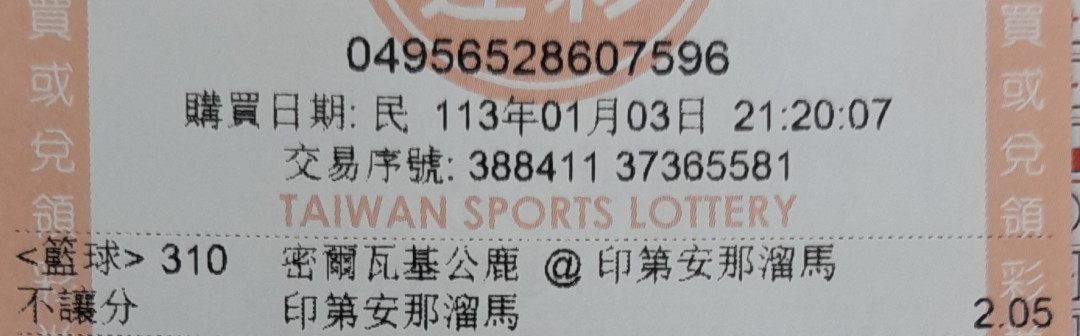 運彩
04956528607596
購買日期: 民 113年01月03日 21:20:07
交易序號: 388411 37365581
TAIWAN SPORTS LOTTERY
<籃球> 310 密爾瓦基公鹿 @ 印第安那溜馬
不讓分 印第安那溜馬 2.05
買或兌領彩
買或兌領彩